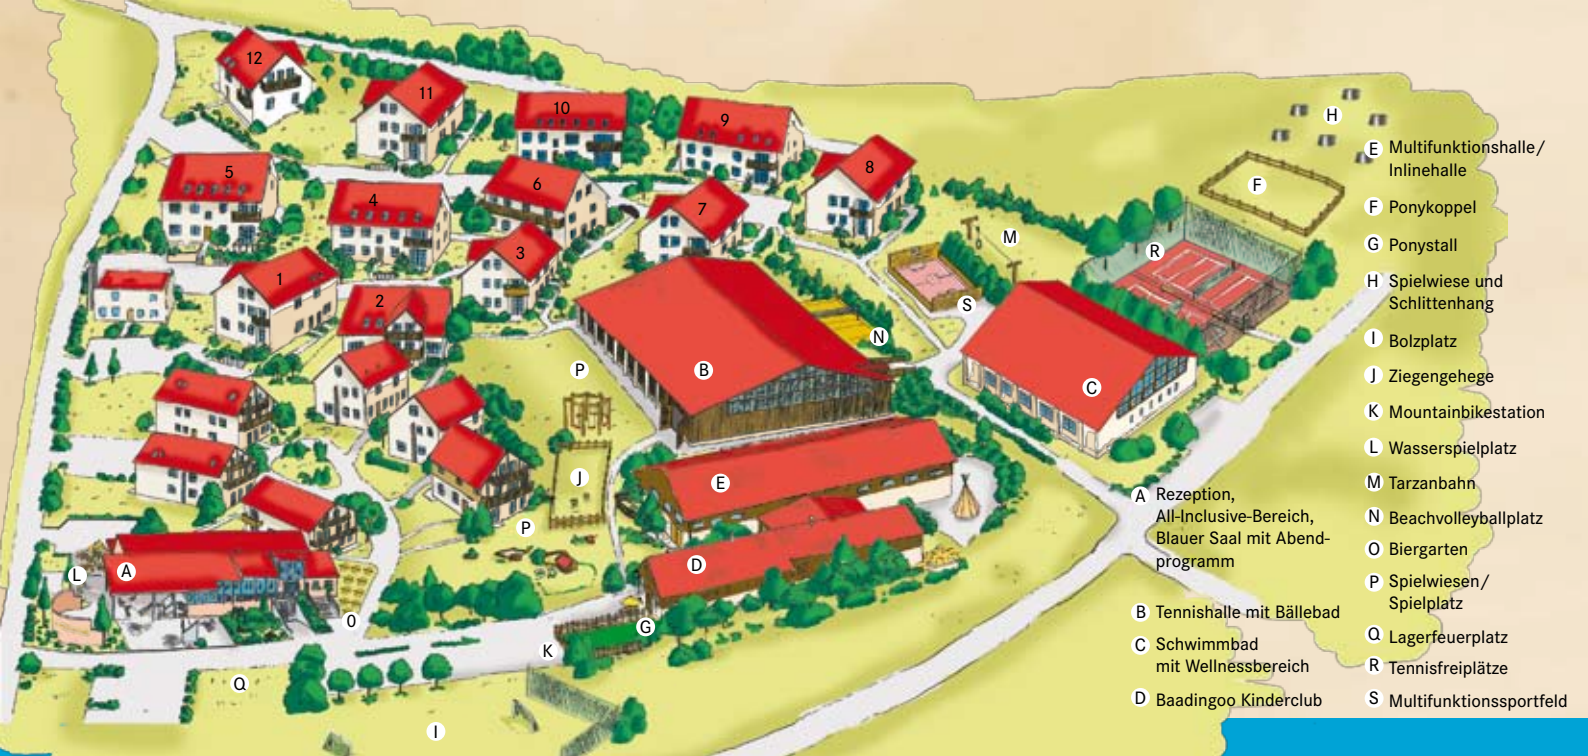 12
11
10
9
8
5
4
6
7
3
1
2
H
F
R
M
S
N
P
B
C
J
E
P
D
L
A
O
G
K
Q
I
A Rezeption,
All-Inclusive-Bereich,
Blauer Saal mit Abend-
programm
B Tennishalle mit Bällebad
C Schwimmbad
mit Wellnessbereich
D Baadingoo Kinderclub
E Multifunktionshalle/
Inlinehalle
F Ponykoppel
G Ponystall
H Spielwiese und
Schlittenhang
I Bolzplatz
J Ziegengehege
K Mountainbikestation
L Wasserspielplatz
M Tarzanbahn
N Beachvolleyballplatz
O Biergarten
P Spielwiesen/
Spielplatz
Q Lagerfeuerplatz
R Tennisfreiplätze
S Multifunktionssportfeld